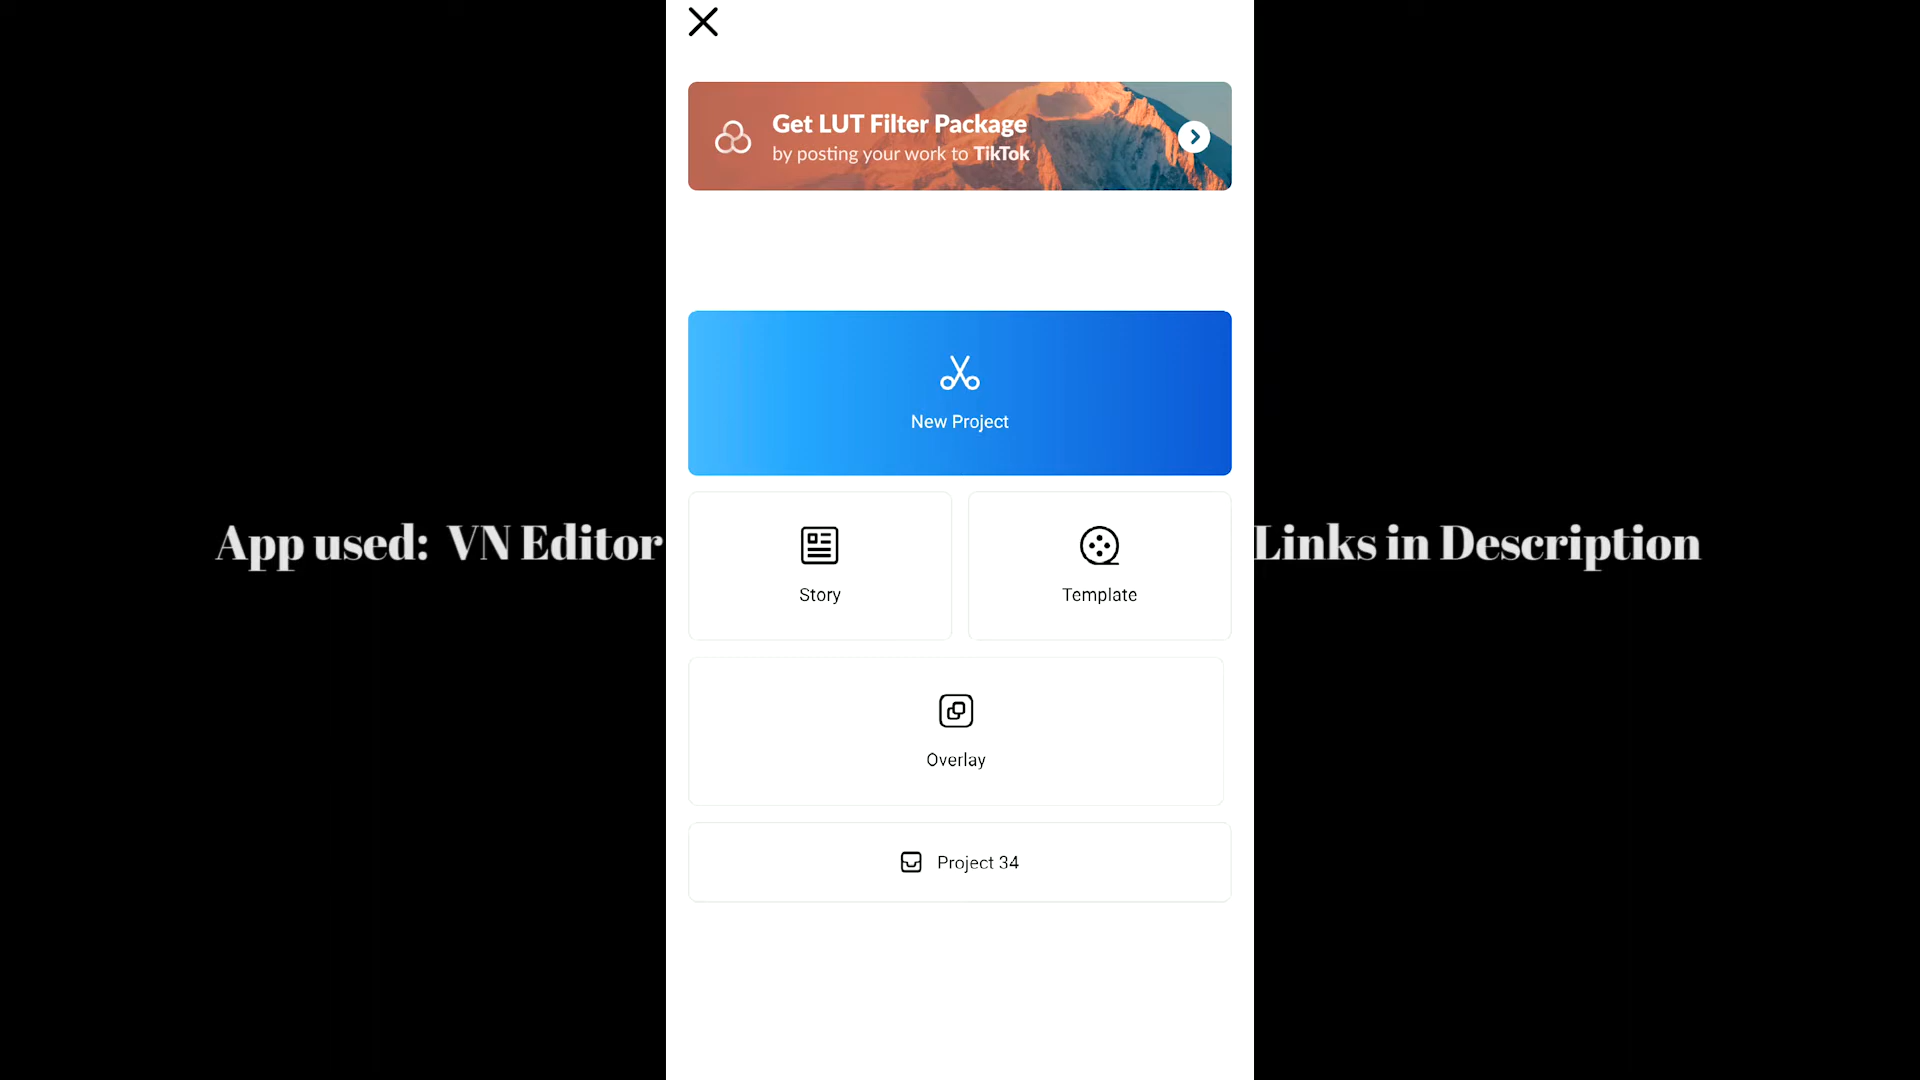 Get LUT Filter Package
by posting your work to TikTok
New Project
App used: VN Editor
Links in Description
Story
Template
Overlay
Project 34